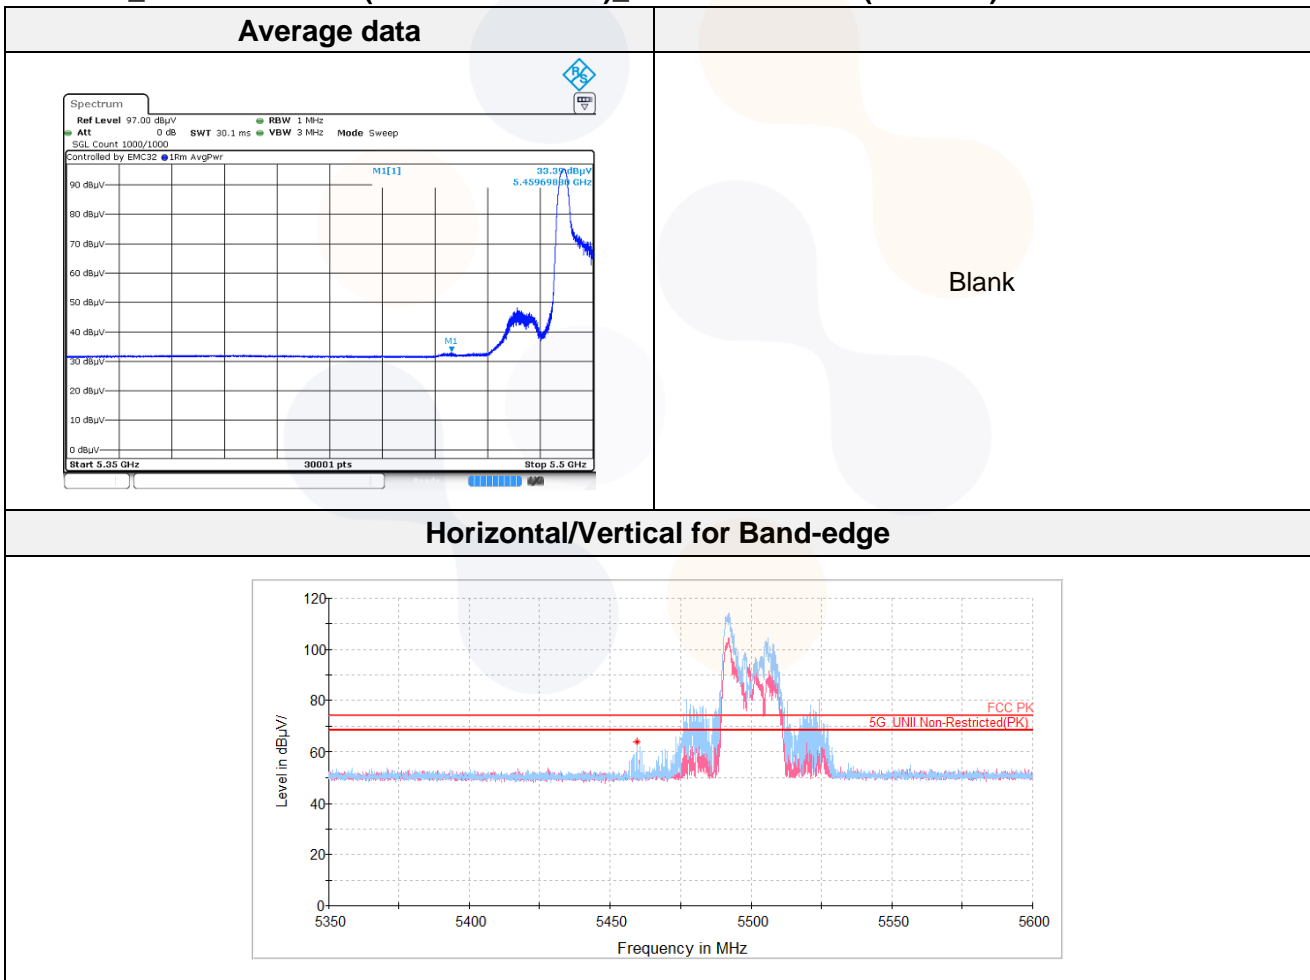 Average data
R&S
Spectrum
Ref Level 97.00 dBµV RBW 1 MHz
Att 0 dB SWT 30.1 ms VBW 3 MHz Mode Sweep
SGL Count 1000/1000
Controlled by EMC32 1Rm AvgPwr
M1[1] 33.39 dBµV
5.45969830 GHz
90 dBµV
80 dBµV
70 dBµV
60 dBµV
50 dBµV
40 dBµV
M1
30 dBµV
20 dBµV
10 dBµV
0 dBµV
Start 5.35 GHz 30001 pts Stop 5.5 GHz
Blank
Horizontal/Vertical for Band-edge
120
100
80
60
40
20
0
Level in dBµV/
FCC PK
5G UNII Non-Restricted(PK)
5350 5400 5450 5500 5550 5600
Frequency in MHz